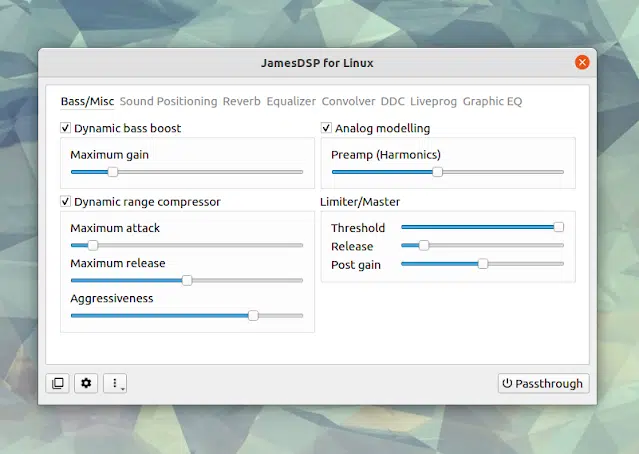 JamesDSP for Linux
Bass/Misc Sound Positioning Reverb Equalizer Convolver DDC Liveprog Graphic EQ
Dynamic bass boost
Maximum gain
Analog modelling
Preamp (Harmonics)
Dynamic range compressor
Maximum attack
Maximum release
Aggressiveness
Limiter/Master
Threshold
Release
Post gain
Passthrough